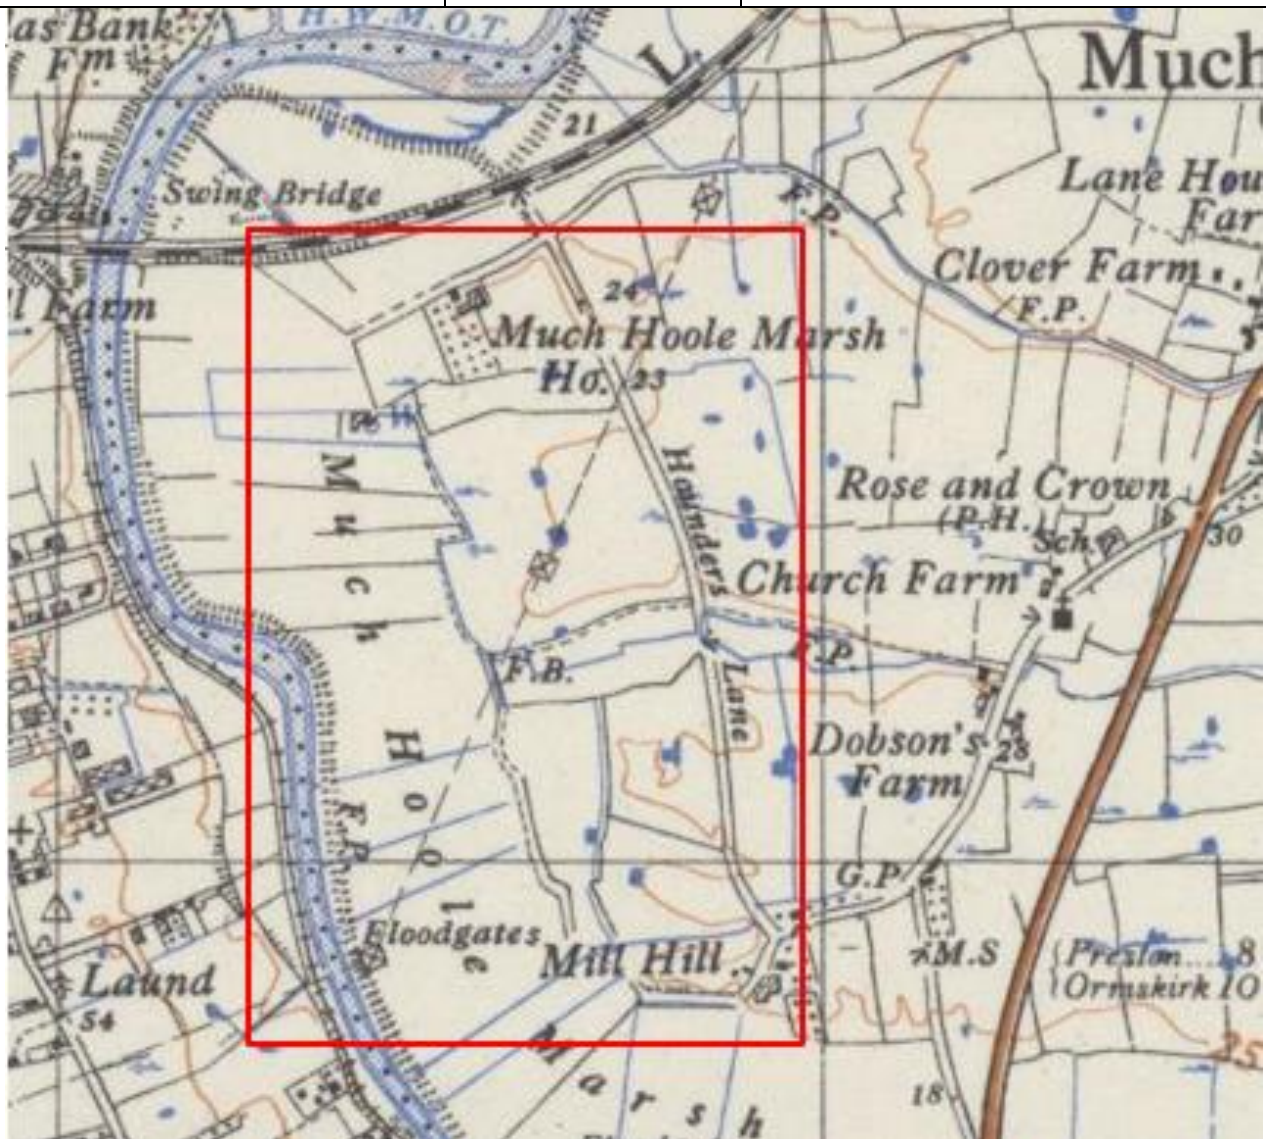 as Bank
Fm
H.W.M.O.T.
L.
Much
21
Swing Bridge
F.P.
Lane Hou
Far
Clover Farm
F.P.
l Farm
24
Much Hoole Marsh
Ho. 23
Hounders
Lane
Rose and Crown
(P.H.)
Sch.
30
Church Farm
F.B.
F.P.
Dobson's
Farm
28
Much Hoole
Marsh
F.P.
G.P.
Floodgates
Mill Hill
M.S
Preston....8
Ormskirk 10
Laund
54
25
18